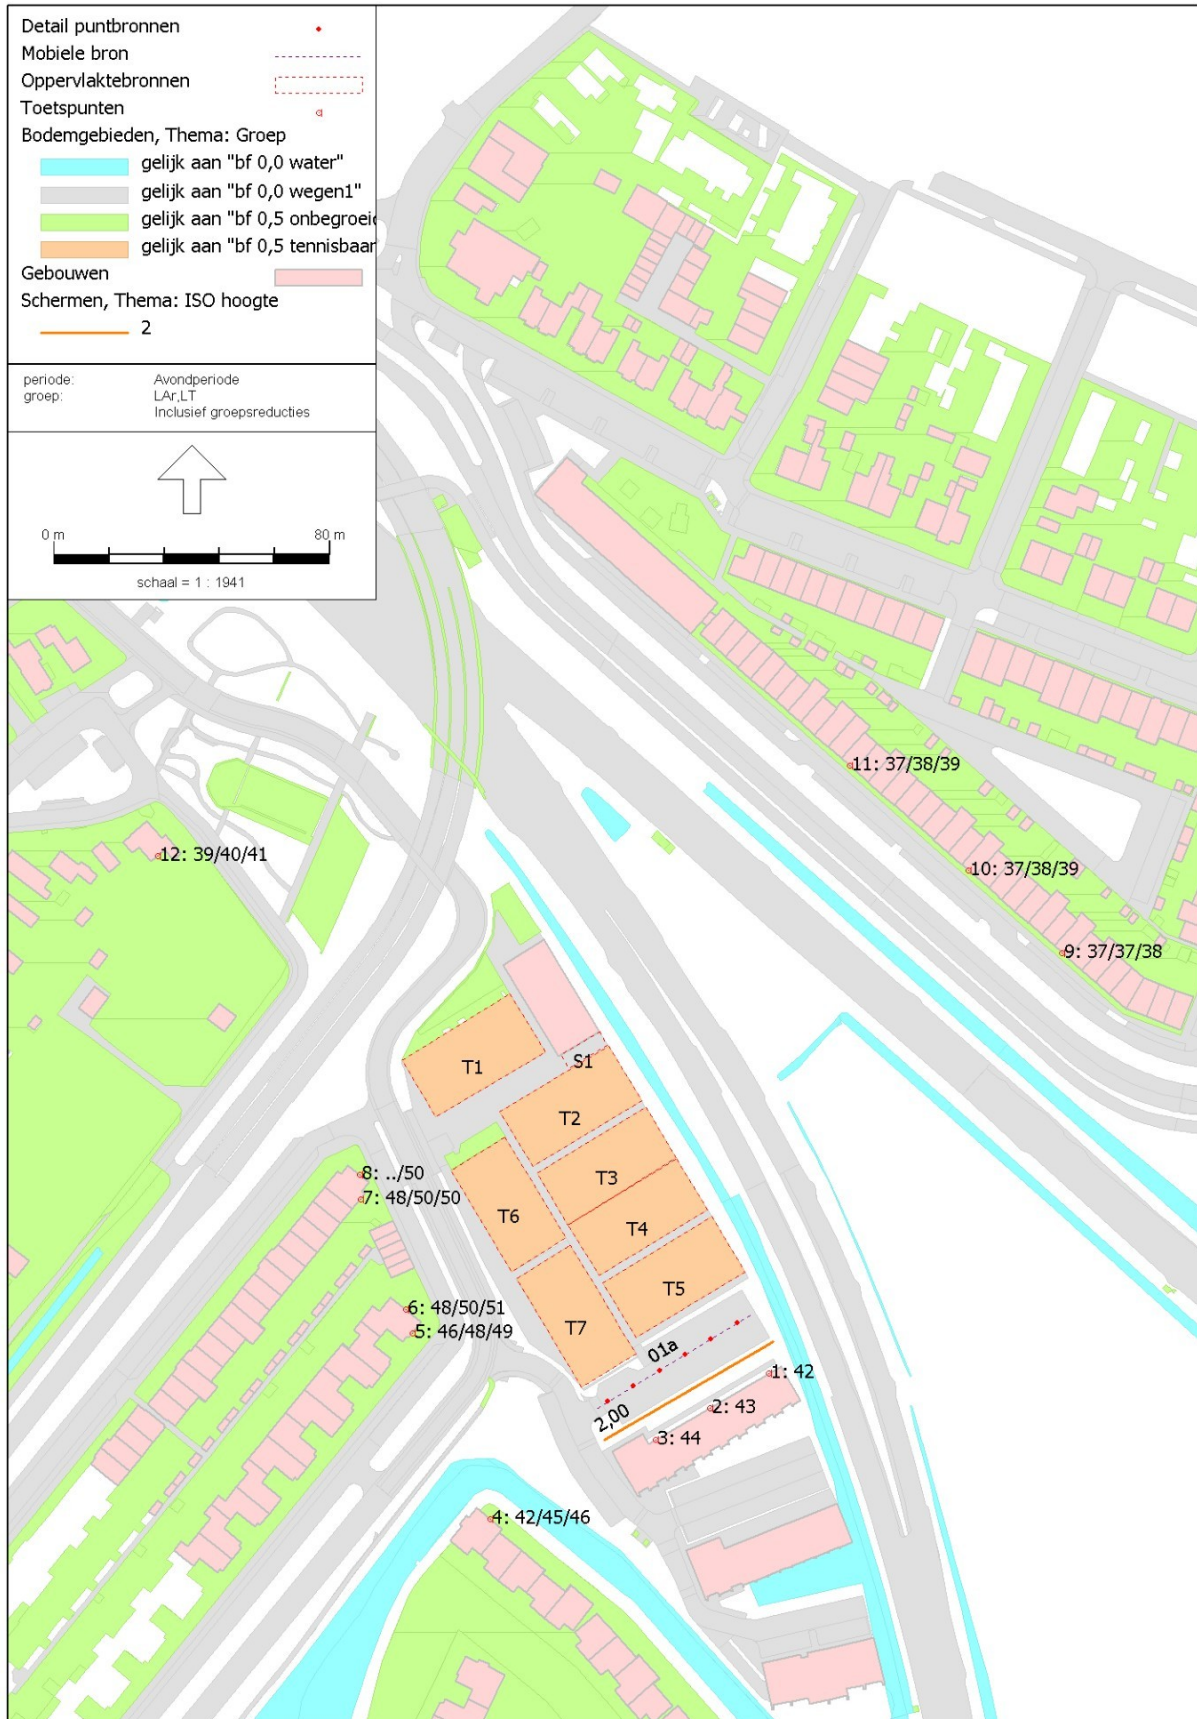 Detail puntbronnen
Mobiele bron
Oppervlaktebronnen
Toetspunten
Bodemgebieden, Thema: Groep
gelijk aan "bf 0,0 water"
gelijk aan "bf 0,0 wegen1"
gelijk aan "bf 0,5 onbegroeid
gelijk aan "bf 0,5 tennisbaan
Gebouwen
Schermen, Thema: ISO hoogte
2
periode: Avondperiode
groep: LAr,LT
Inclusief groepsreducties
0 m 80 m
schaal = 1 : 1941
11: 37/38/39
12: 39/40/41
10: 37/38/39
9: 37/37/38
S1
T1
T2
8: ../50
T3
7: 48/50/50
T6
T4
T5
6: 48/50/51
T7
5: 46/48/49
01a
1: 42
2,00
2: 43
3: 44
4: 42/45/46